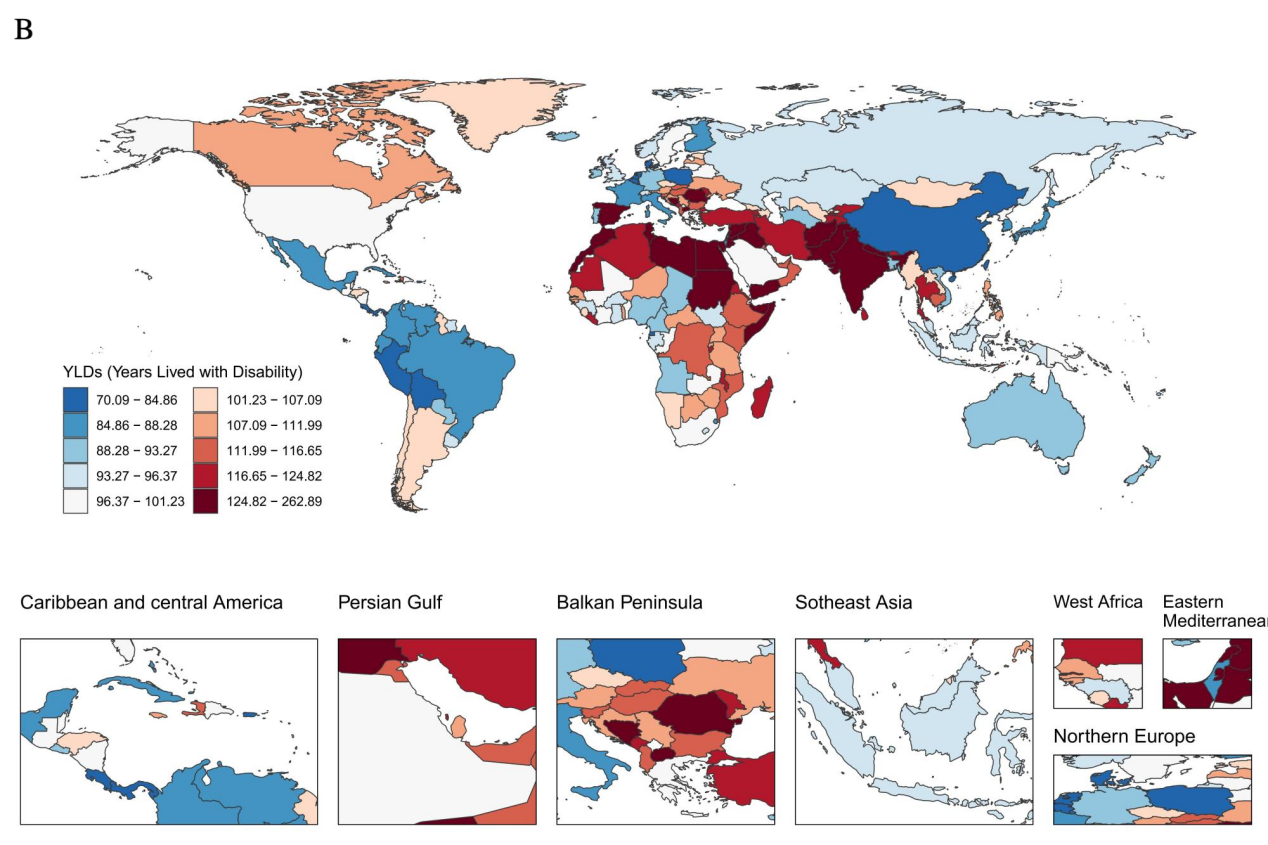 B
YLDs (Years Lived with Disability)
70.09 – 84.86
84.86 – 88.28
88.28 – 93.27
93.27 – 96.37
96.37 – 101.23
101.23 – 107.09
107.09 – 111.99
111.99 – 116.65
116.65 – 124.82
124.82 – 262.89
Caribbean and central America
Persian Gulf
Balkan Peninsula
Sotheast Asia
West Africa
Eastern
Mediterranea
Northern Europe